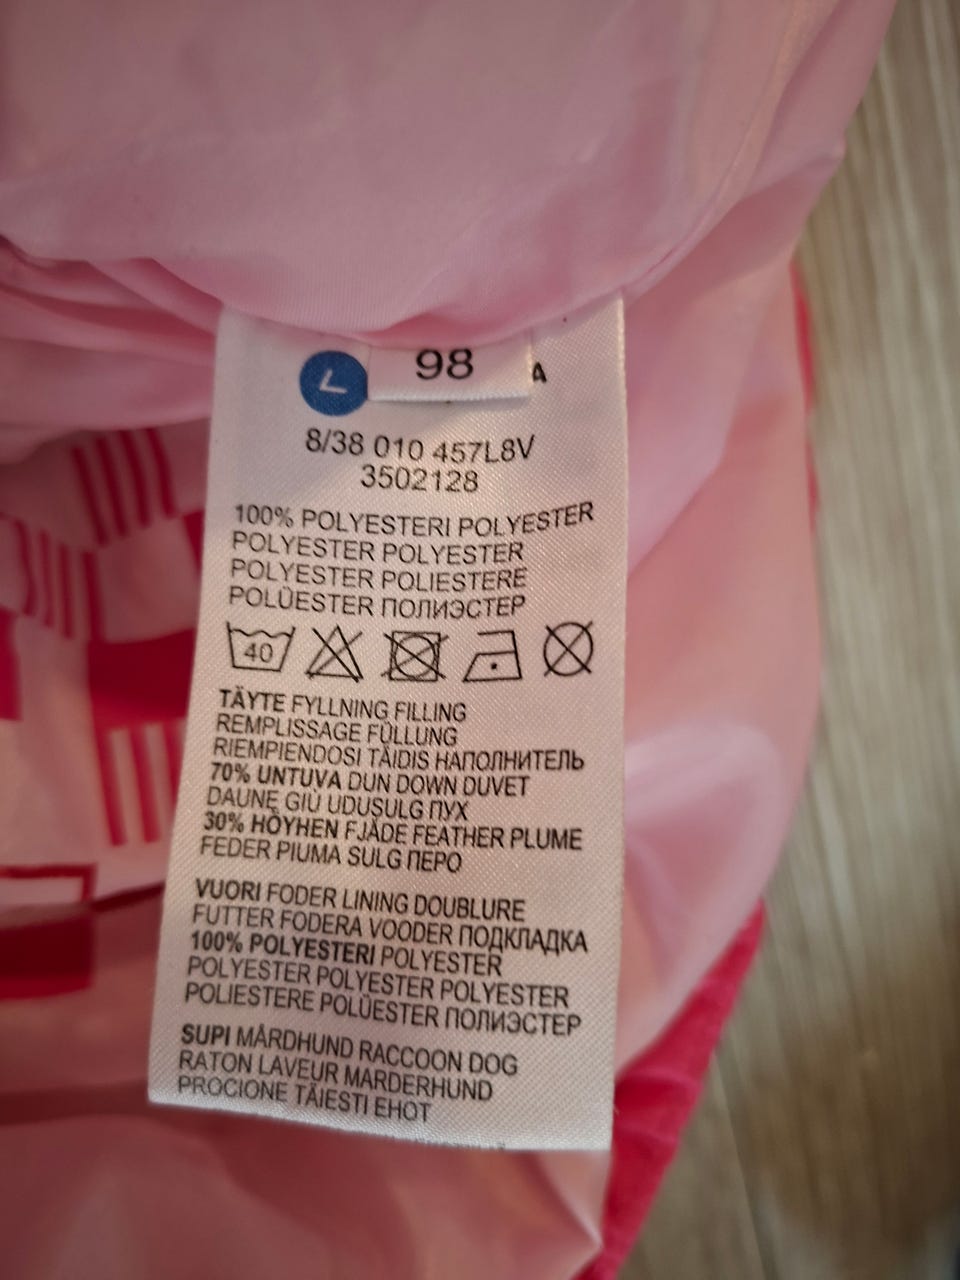 98
A
8/38 010 457L8V
3502128
100% POLYESTERI POLYESTER
POLYESTER POLYESTER
POLYESTER POLIESTERE
POLÜESTER ПОЛИЭСТЕР
40
TÄYTE FYLLNING FILLING
REMPLISSAGE FÜLLUNG
RIEMPIENDOSI TÄIDIS НАПОЛНИТЕЛЬ
70% UNTUVA DUN DOWN DUVET
DAUNE GIÙ UDUSULG ПУХ
30% HÖYHEN FJÄDE FEATHER PLUME
FEDER PIUMA SULG ПЕРО
VUORI FODER LINING DOUBLURE
FUTTER FODERA VOODER ПОДКЛАДКА
100% POLYESTERI POLYESTER
POLYESTER POLYESTER POLYESTER
POLIESTERE POLÜESTER ПОЛИЭСТЕР
SUPI MÅRDHUND RACCOON DOG
RATON LAVEUR MARDERHUND
PROCIONE TÄIESTI ЕНОТ